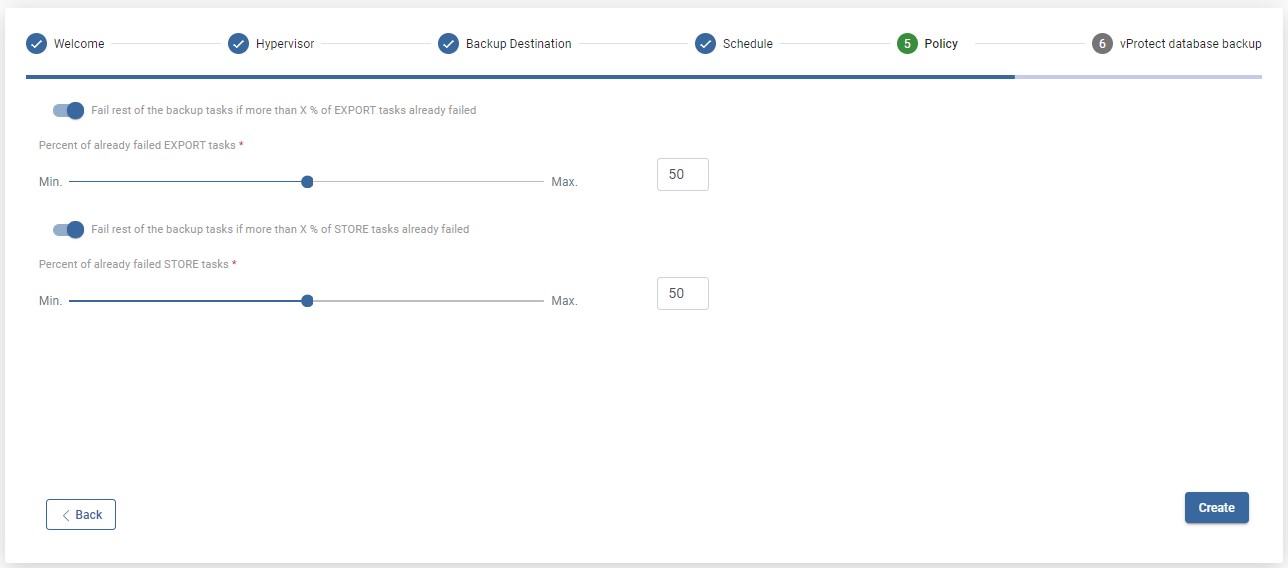 Welcome Hypervisor Backup Destination Schedule 5 Policy 6 vProtect database backup
Fail rest of the backup tasks if more than X % of EXPORT tasks already failed
Percent of already failed EXPORT tasks *
Min. Max. 50
Fail rest of the backup tasks if more than X % of STORE tasks already failed
Percent of already failed STORE tasks *
Min. Max. 50
Back Create